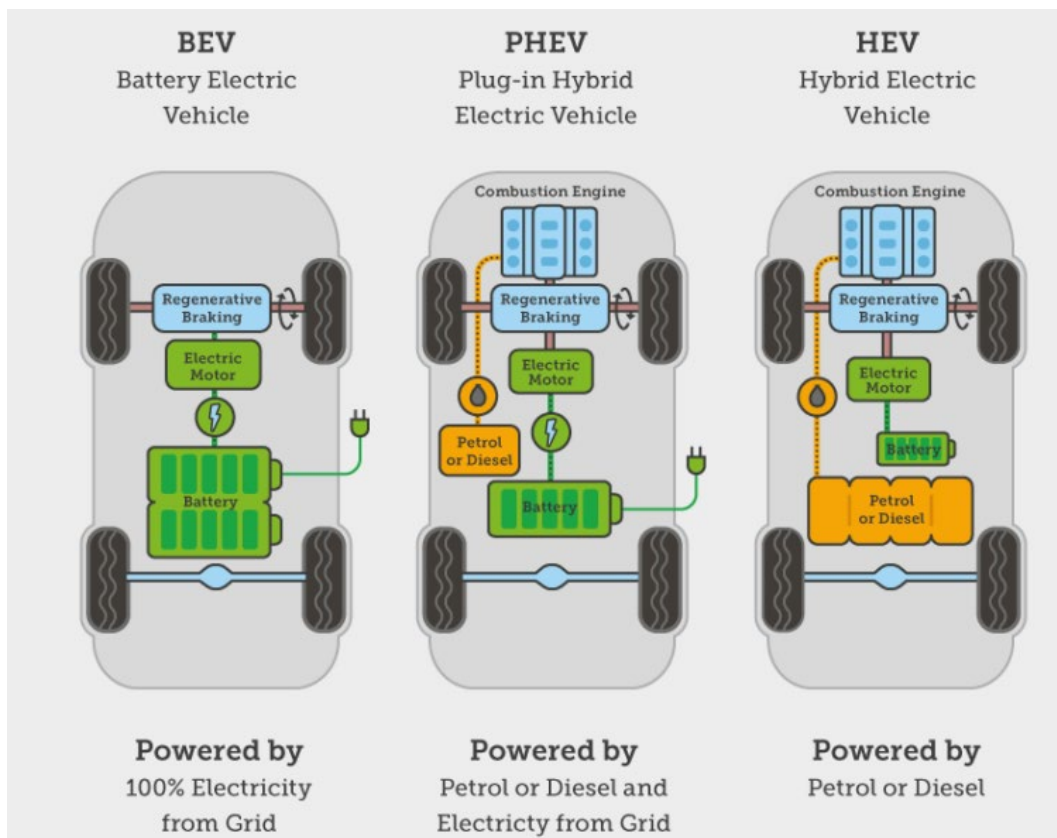 BEV
Battery Electric
Vehicle
Regenerative
Braking
Electric
Motor
Battery
Powered by
100% Electricity
from Grid
PHEV
Plug-in Hybrid
Electric Vehicle
Combustion Engine
Regenerative
Braking
Electric
Motor
Petrol
or Diesel
Battery
Powered by
Petrol or Diesel and
Electricty from Grid
HEV
Hybrid Electric
Vehicle
Combustion Engine
Regenerative
Braking
Electric
Motor
Battery
Petrol
or Diesel
Powered by
Petrol or Diesel